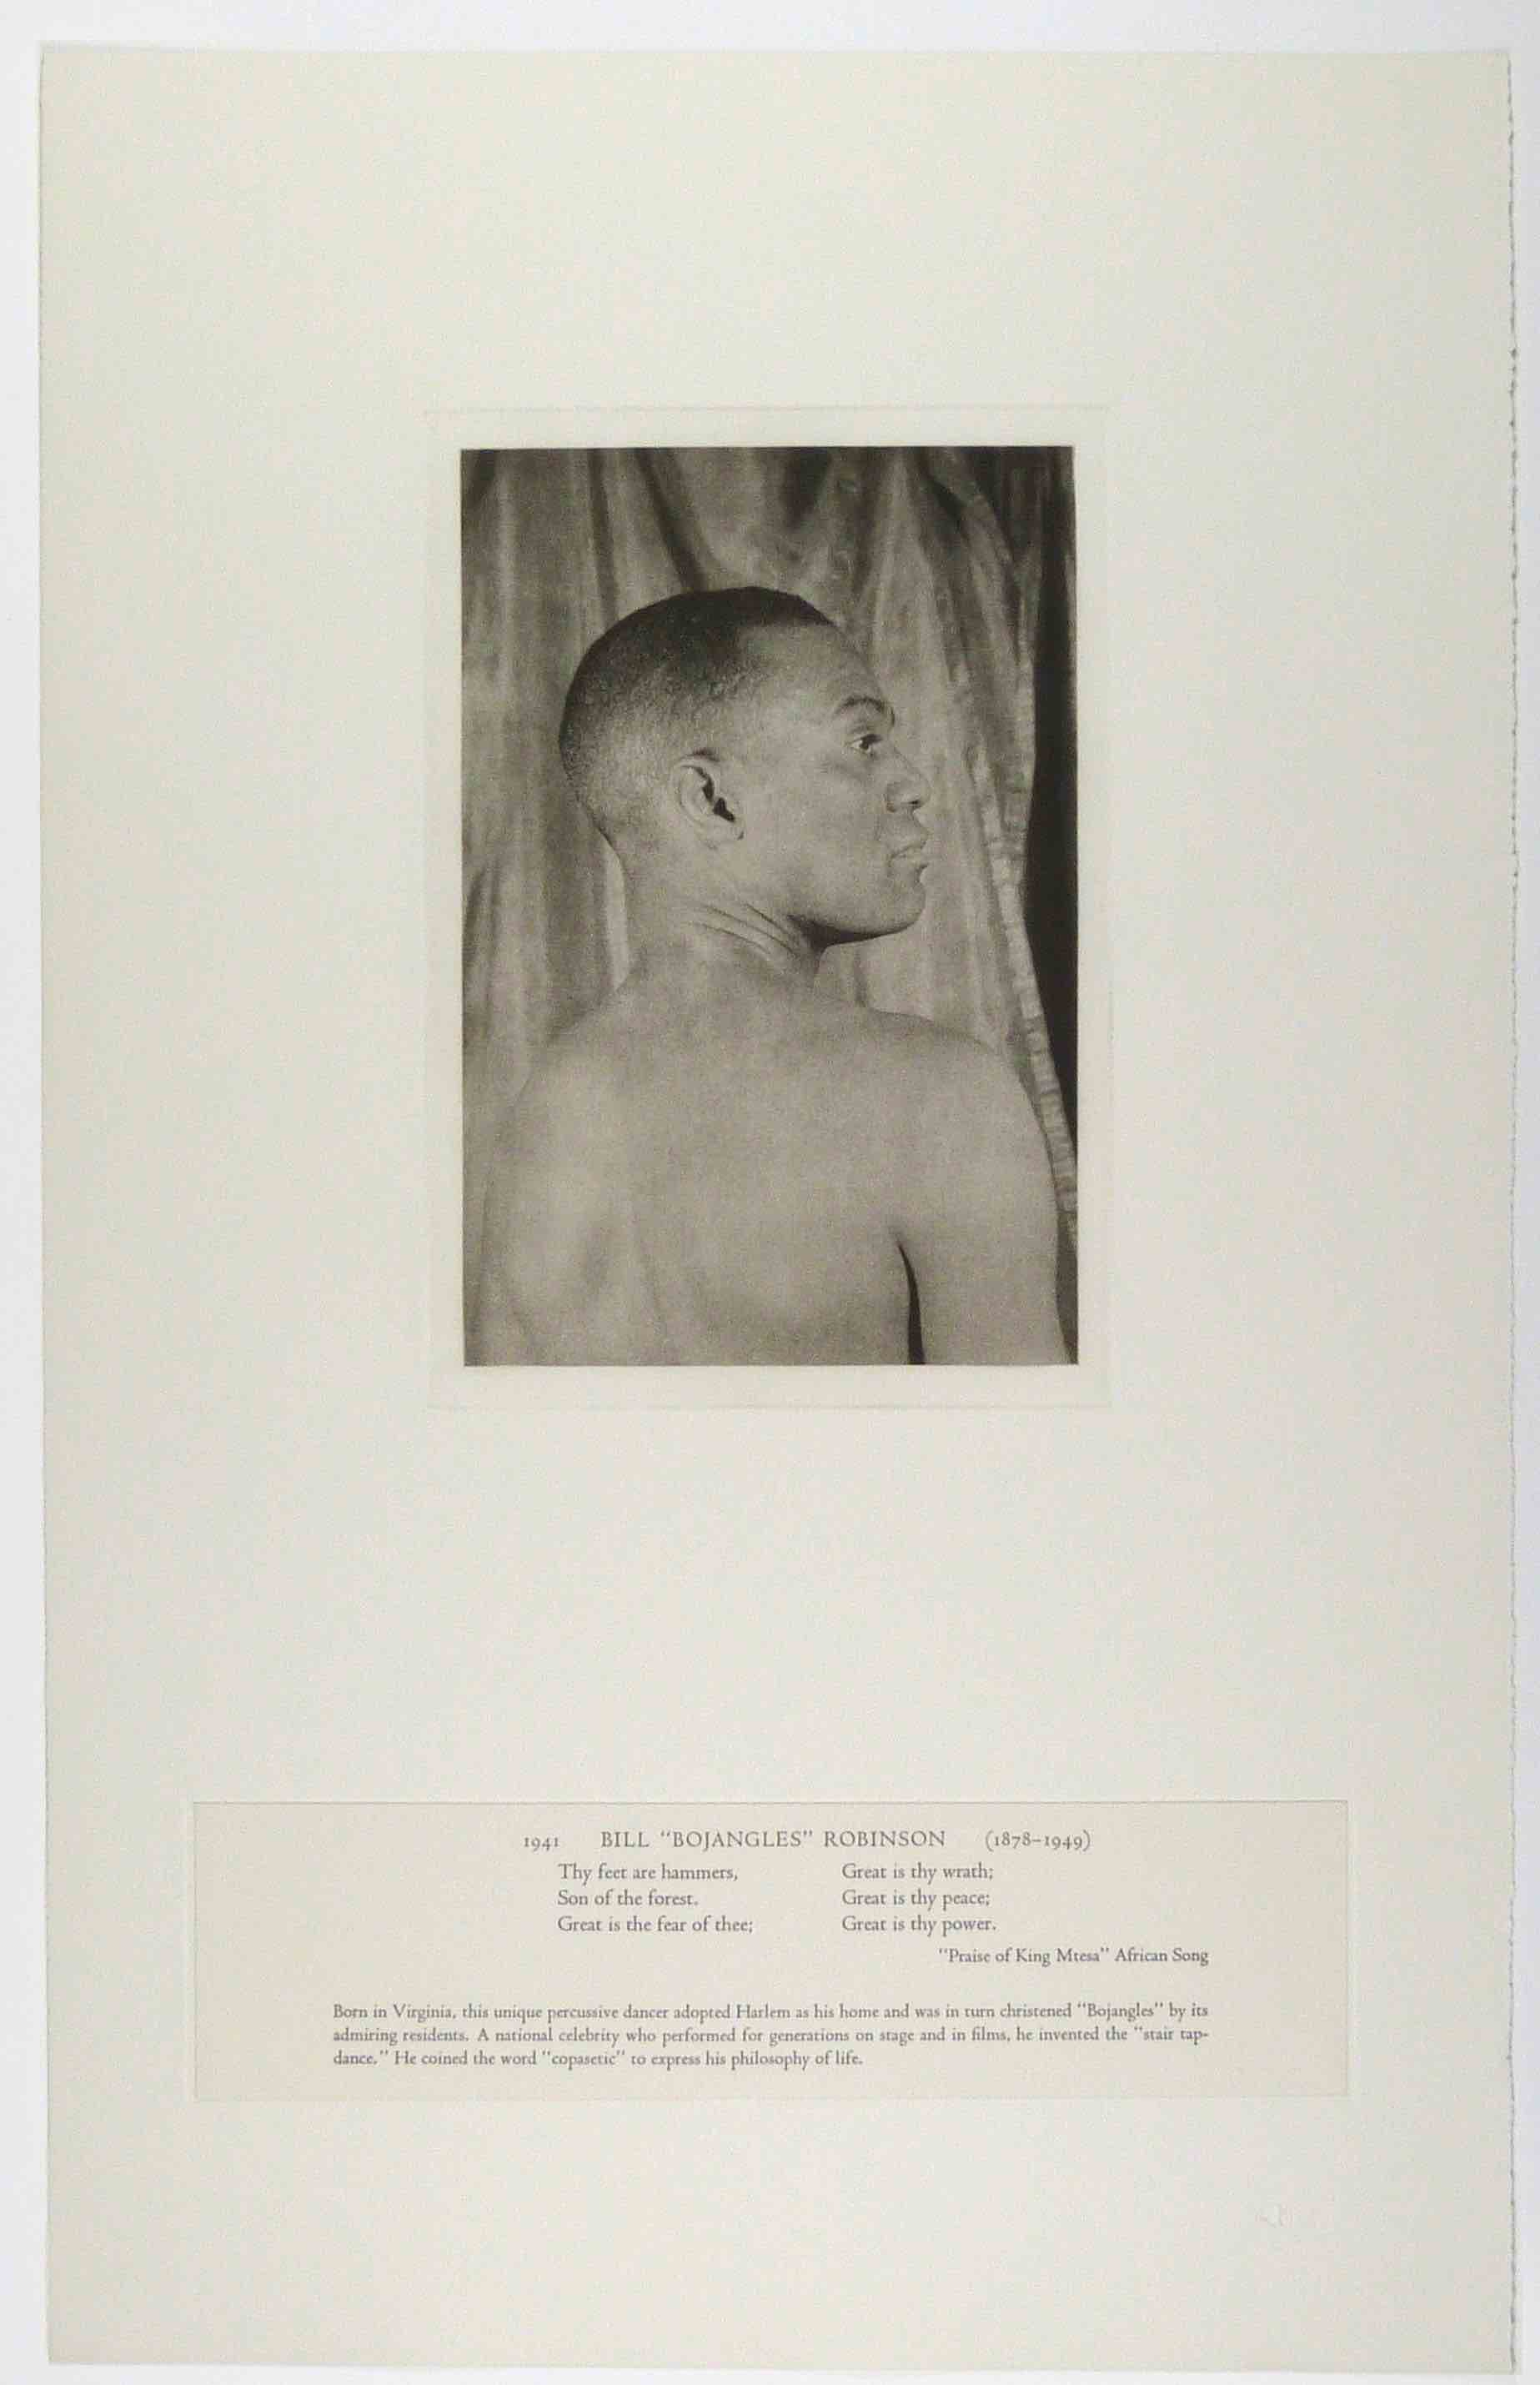 1941 BILL "BOJANGLES" ROBINSON (1878–1949)
Thy feet are hammers,
Son of the forest.
Great is the fear of thee;
Great is thy wrath;
Great is thy peace;
Great is thy power.
"Praise of King Mtesa" African Song
Born in Virginia, this unique percussive dancer adopted Harlem as his home and was in turn christened "Bojangles" by its
admiring residents. A national celebrity who performed for generations on stage and in films, he invented the "stair tap-
dance." He coined the word "copasetic" to express his philosophy of life.